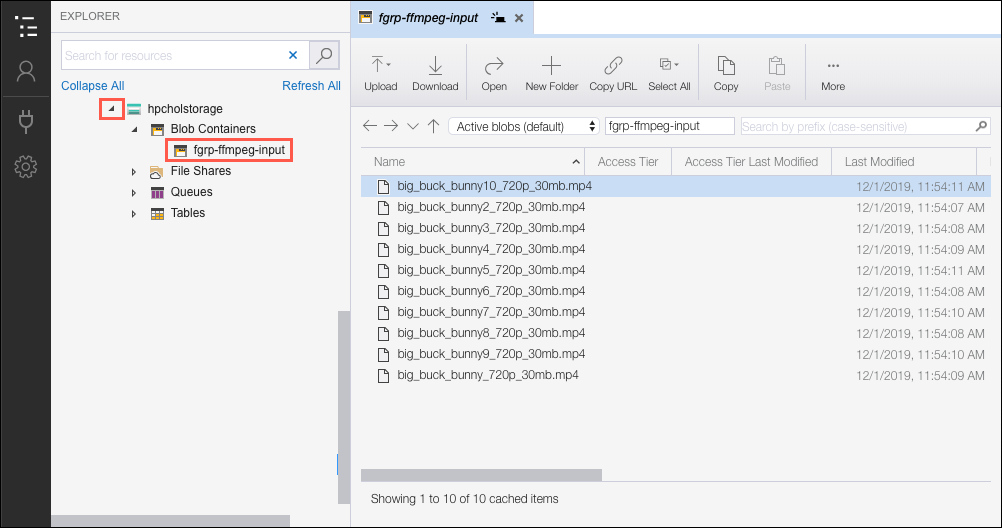 EXPLORER
Search for resources
Collapse All Refresh All
hpcholstorage
Blob Containers
fgrp-ffmpeg-input
File Shares
Queues
Tables
fgrp-ffmpeg-input
Upload Download Open New Folder Copy URL Select All Copy Paste More
Active blobs (default) fgrp-ffmpeg-input Search by prefix (case-sensitive)
Name Access Tier Access Tier Last Modified Last Modified
big_buck_bunny10_720p_30mb.mp4 12/1/2019, 11:54:11 AM
big_buck_bunny2_720p_30mb.mp4 12/1/2019, 11:54:07 AM
big_buck_bunny3_720p_30mb.mp4 12/1/2019, 11:54:08 AM
big_buck_bunny4_720p_30mb.mp4 12/1/2019, 11:54:09 AM
big_buck_bunny5_720p_30mb.mp4 12/1/2019, 11:54:11 AM
big_buck_bunny6_720p_30mb.mp4 12/1/2019, 11:54:08 AM
big_buck_bunny7_720p_30mb.mp4 12/1/2019, 11:54:10 AM
big_buck_bunny8_720p_30mb.mp4 12/1/2019, 11:54:08 AM
big_buck_bunny9_720p_30mb.mp4 12/1/2019, 11:54:10 AM
big_buck_bunny_720p_30mb.mp4 12/1/2019, 11:54:09 AM
Showing 1 to 10 of 10 cached items